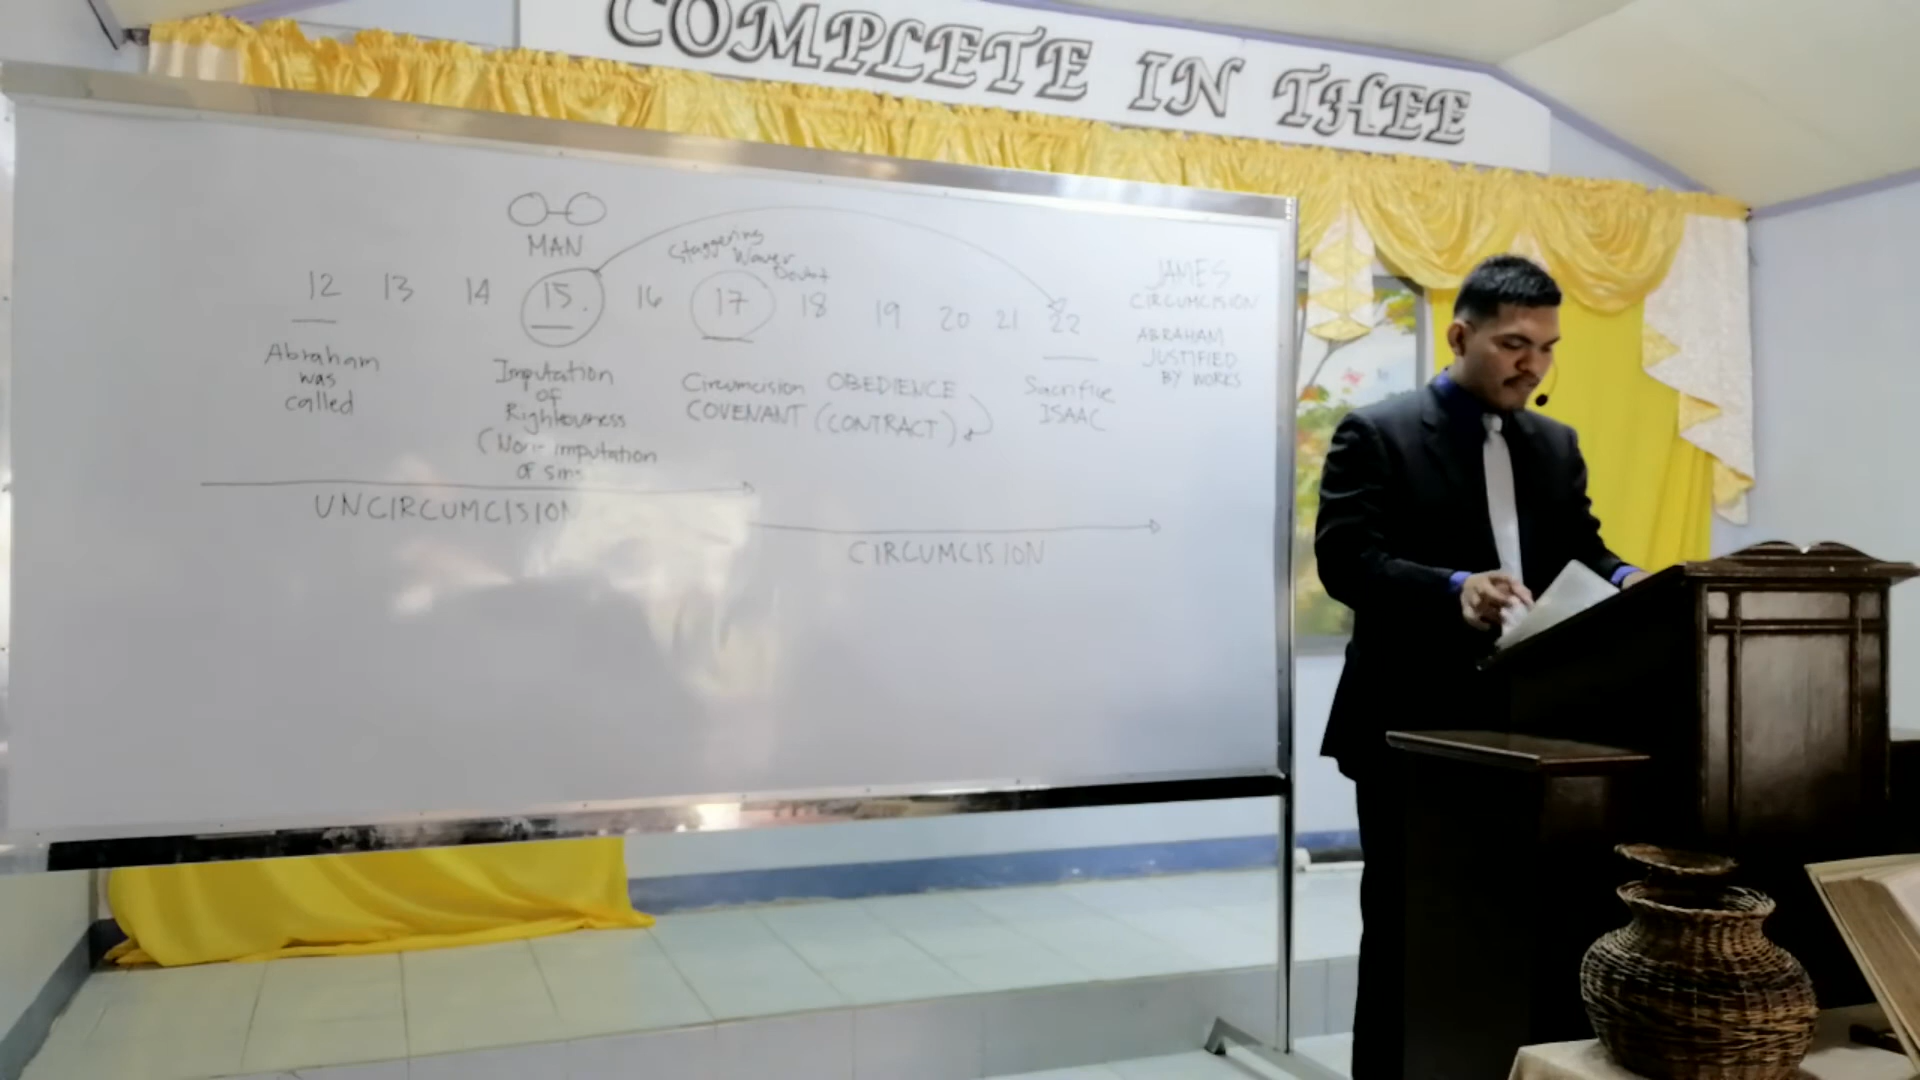 COMPLETE IN THEE
MAN
Staggering
Waver
Doubt
12 13 14 15. 16 17 18 19 20 21 22
Abraham
was
called
Imputation
of
Righteousness
(Non-imputation
of sins
Circumcision OBEDIENCE
COVENANT (CONTRACT)
Sacrifice
ISAAC
JAMES
CIRCUMCISION
ABRAHAM
JUSTIFIED
BY WORKS
UNCIRCUMCISION
CIRCUMCISION